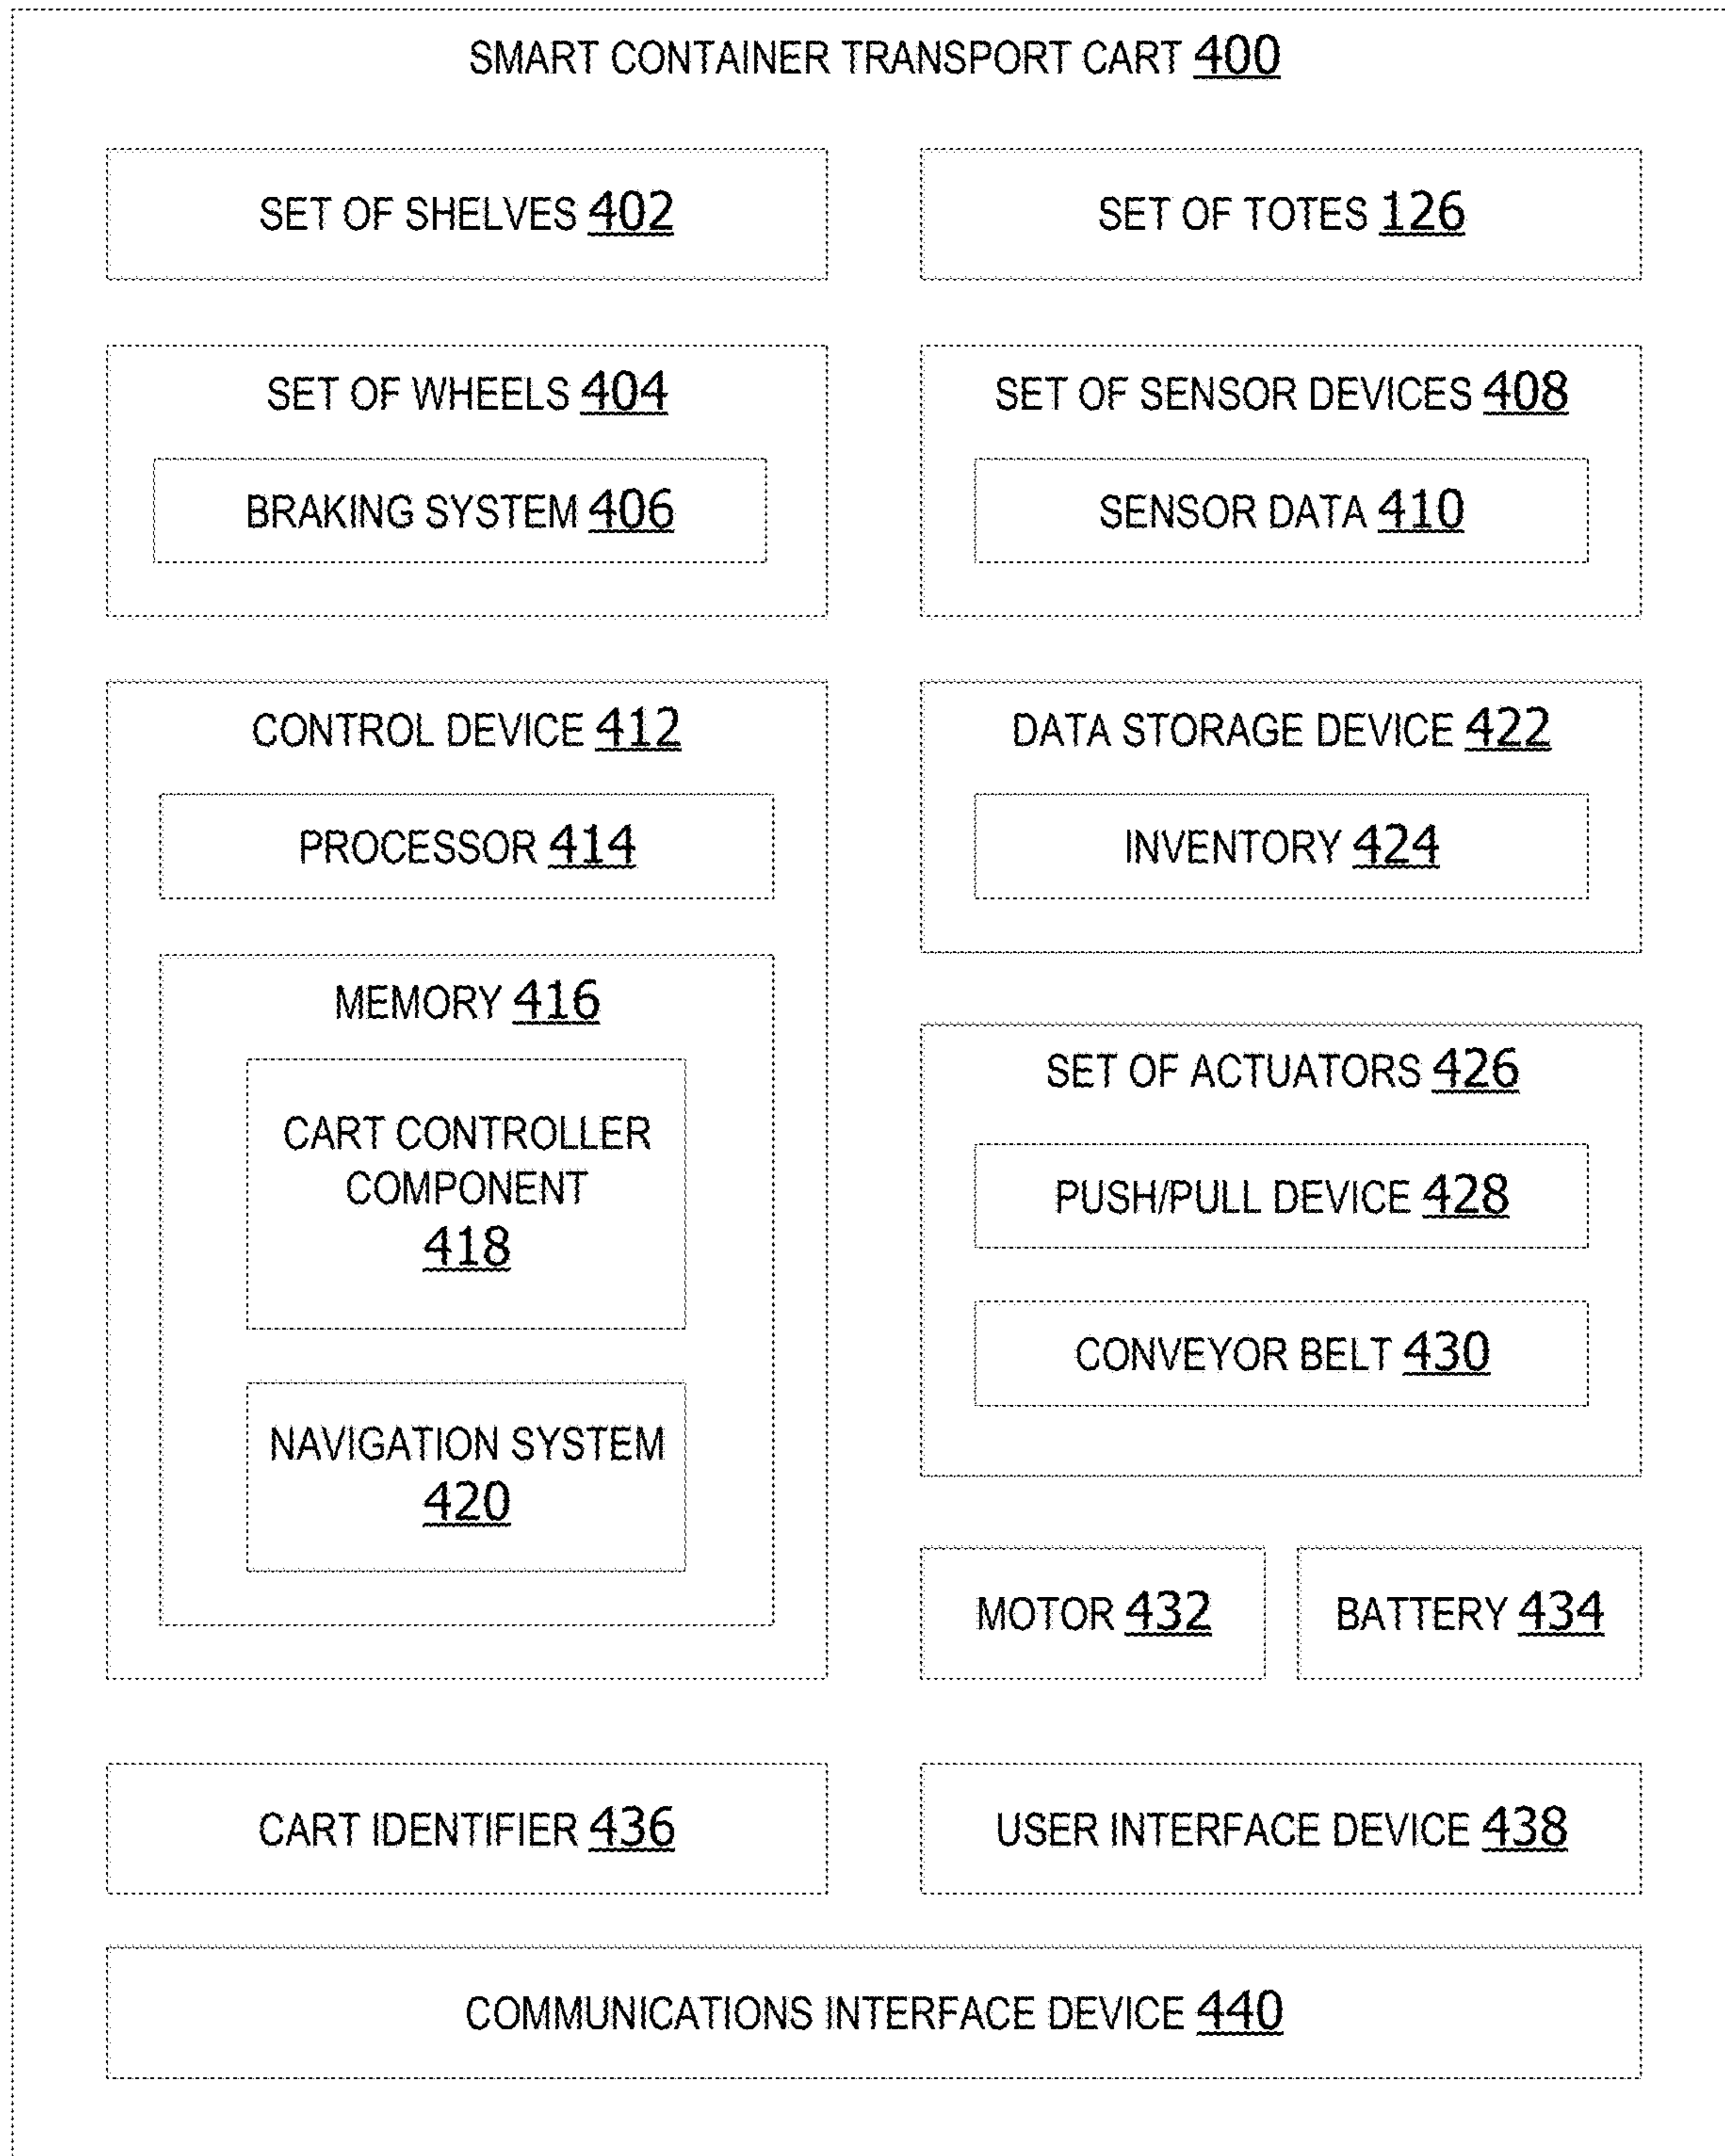 SMART CONTAINER TRANSPORT CART 400
SET OF SHELVES 402
SET OF TOTES 126
SET OF WHEELS 404
BRAKING SYSTEM 406
SET OF SENSOR DEVICES 408
SENSOR DATA 410
CONTROL DEVICE 412
PROCESSOR 414
MEMORY 416
CART CONTROLLER
COMPONENT
418
NAVIGATION SYSTEM
420
DATA STORAGE DEVICE 422
INVENTORY 424
SET OF ACTUATORS 426
PUSH/PULL DEVICE 428
CONVEYOR BELT 430
MOTOR 432
BATTERY 434
CART IDENTIFIER 436
USER INTERFACE DEVICE 438
COMMUNICATIONS INTERFACE DEVICE 440